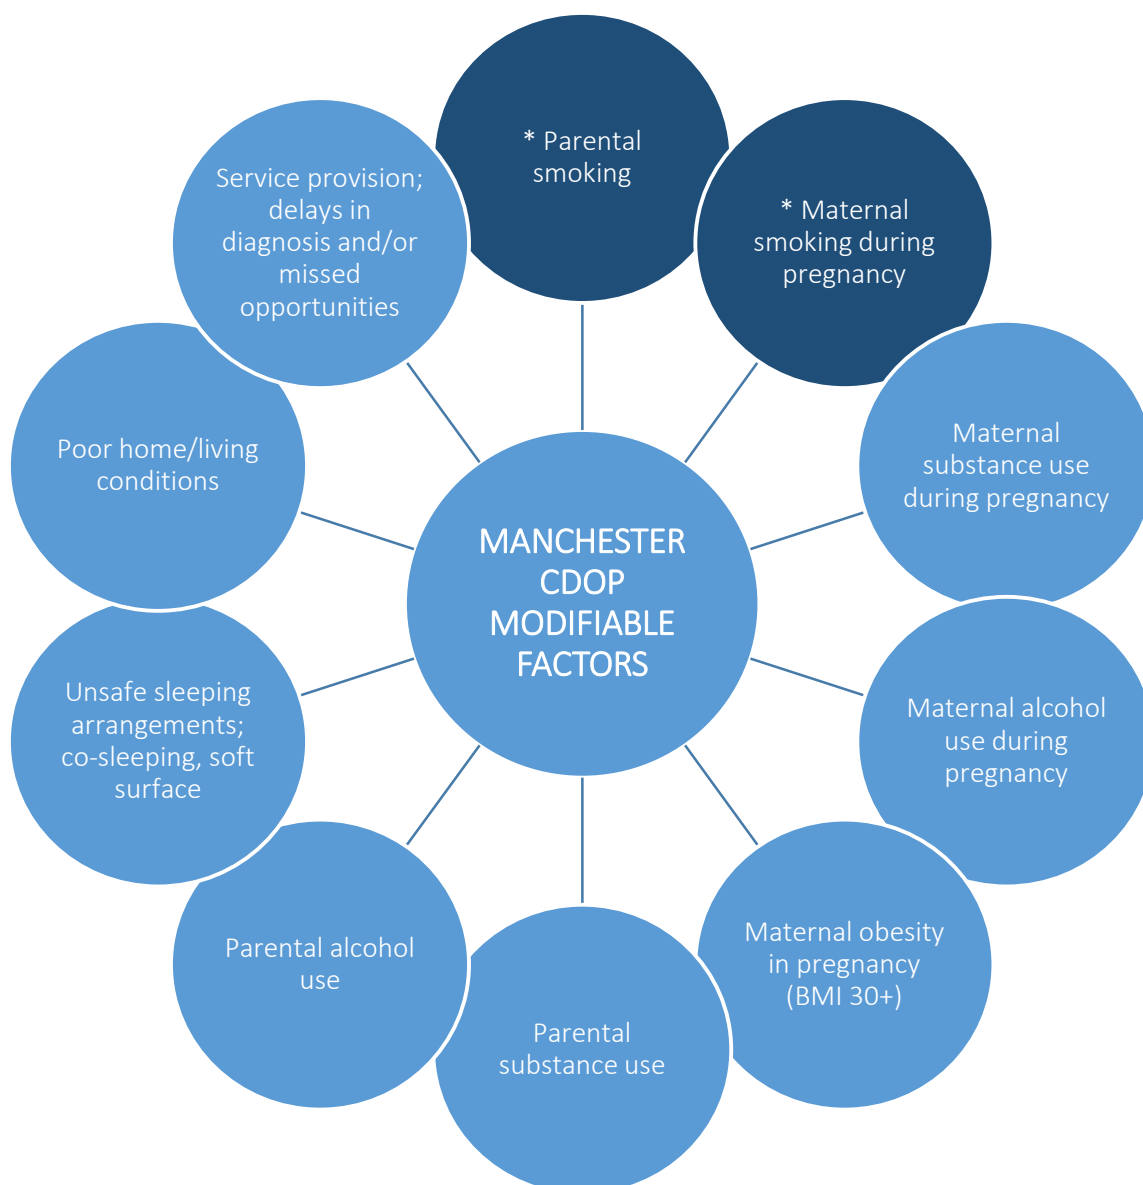 * Parental
smoking
* Maternal
smoking during
pregnancy
Maternal
substance use
during pregnancy
Maternal alcohol
use during
pregnancy
Maternal obesity
in pregnancy
(BMI 30+)
Parental
substance use
Parental alcohol
use
Unsafe sleeping
arrangements;
co-sleeping, soft
surface
Poor home/living
conditions
Service provision;
delays in
diagnosis and/or
missed
opportunities
MANCHESTER
CDOP
MODIFIABLE
FACTORS